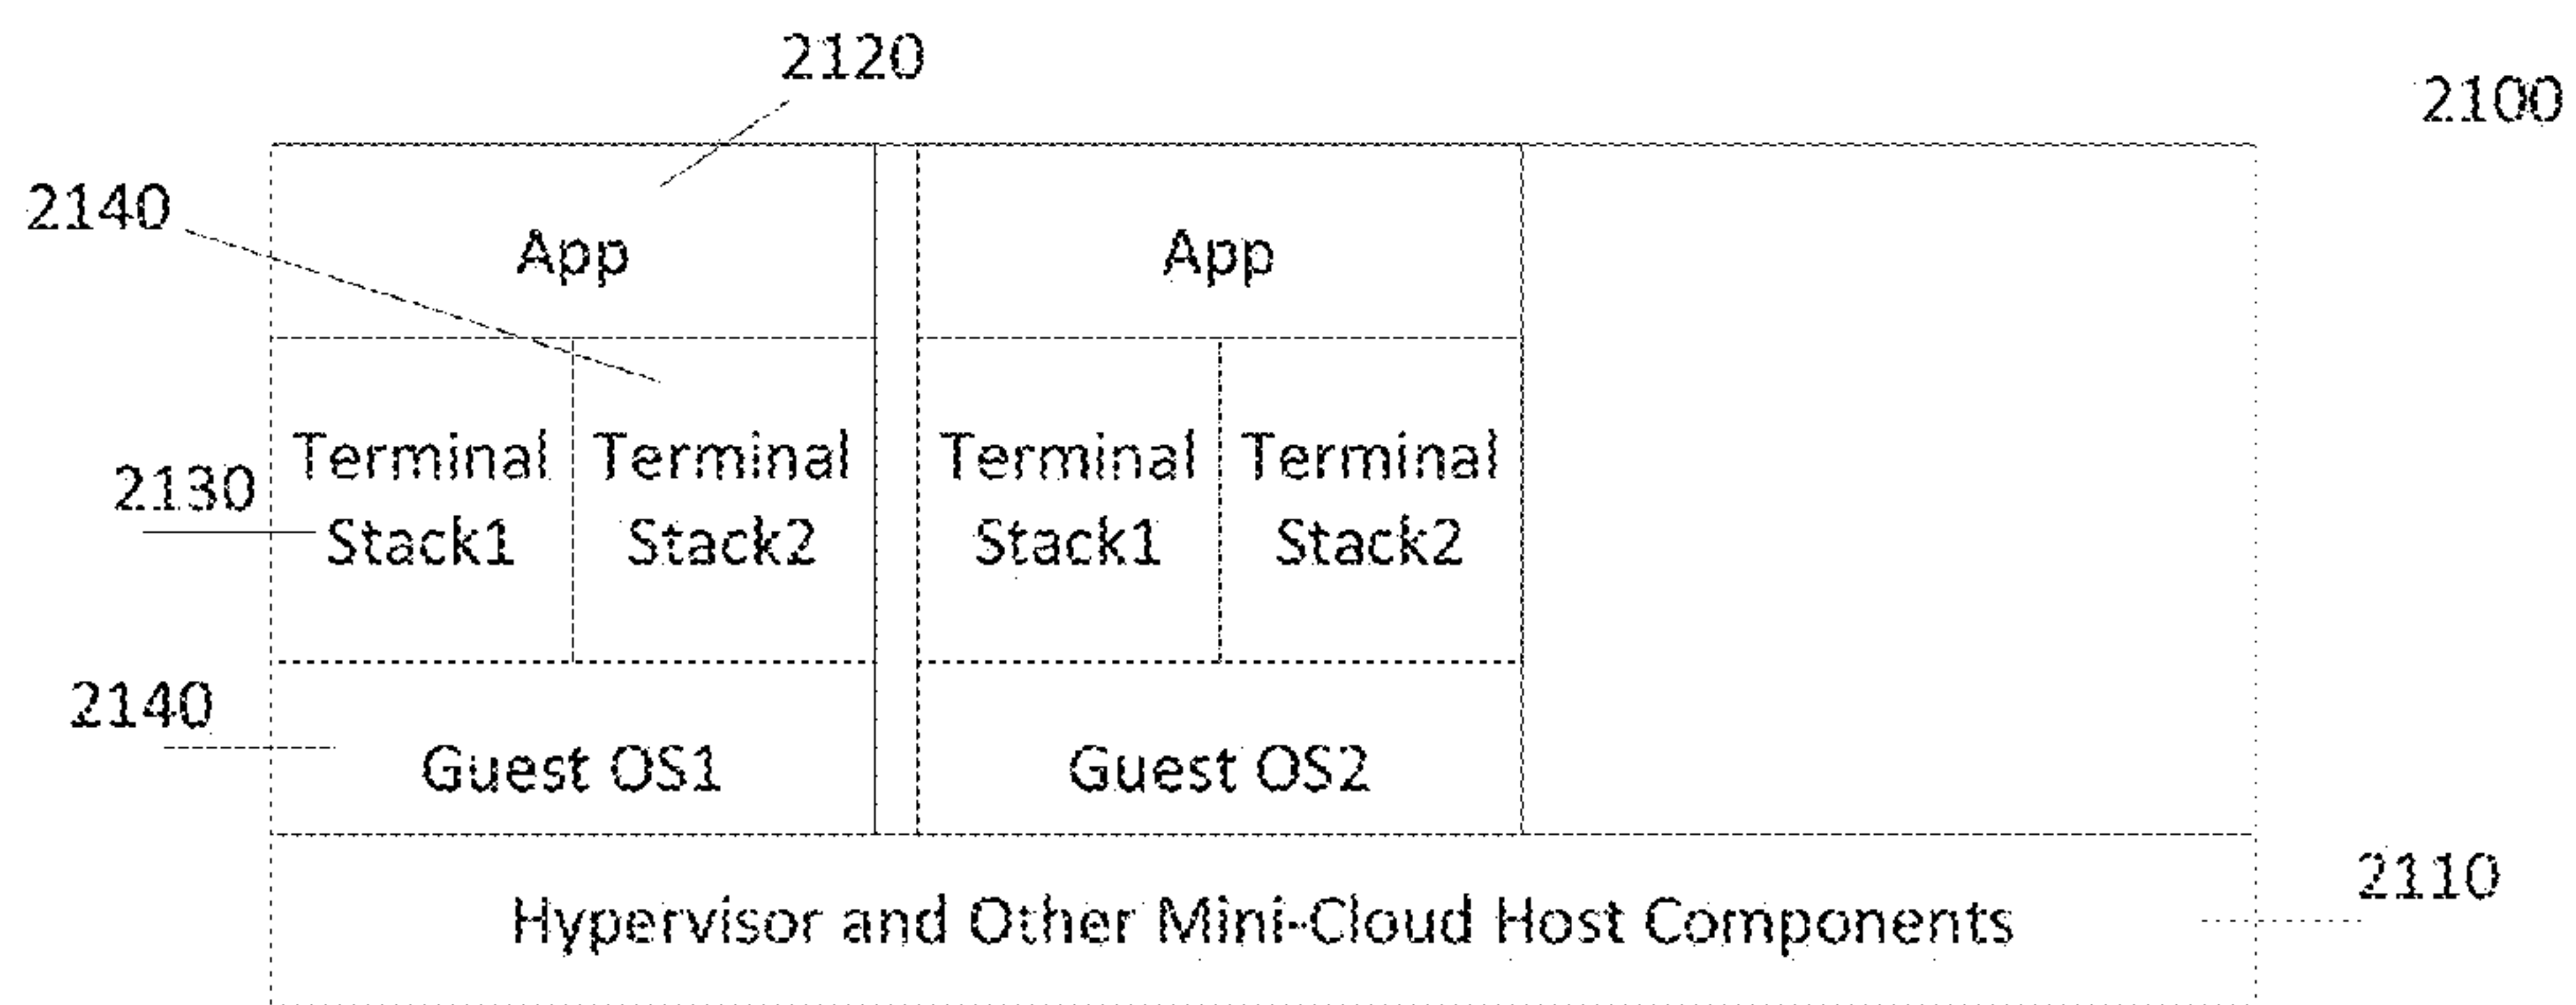 2120
2100
2140
App
App
2130
Terminal
Stack1
Terminal
Stack2
Terminal
Stack1
Terminal
Stack2
2140
Guest OS1
Guest OS2
2110
Hypervisor and Other Mini-Cloud Host Components